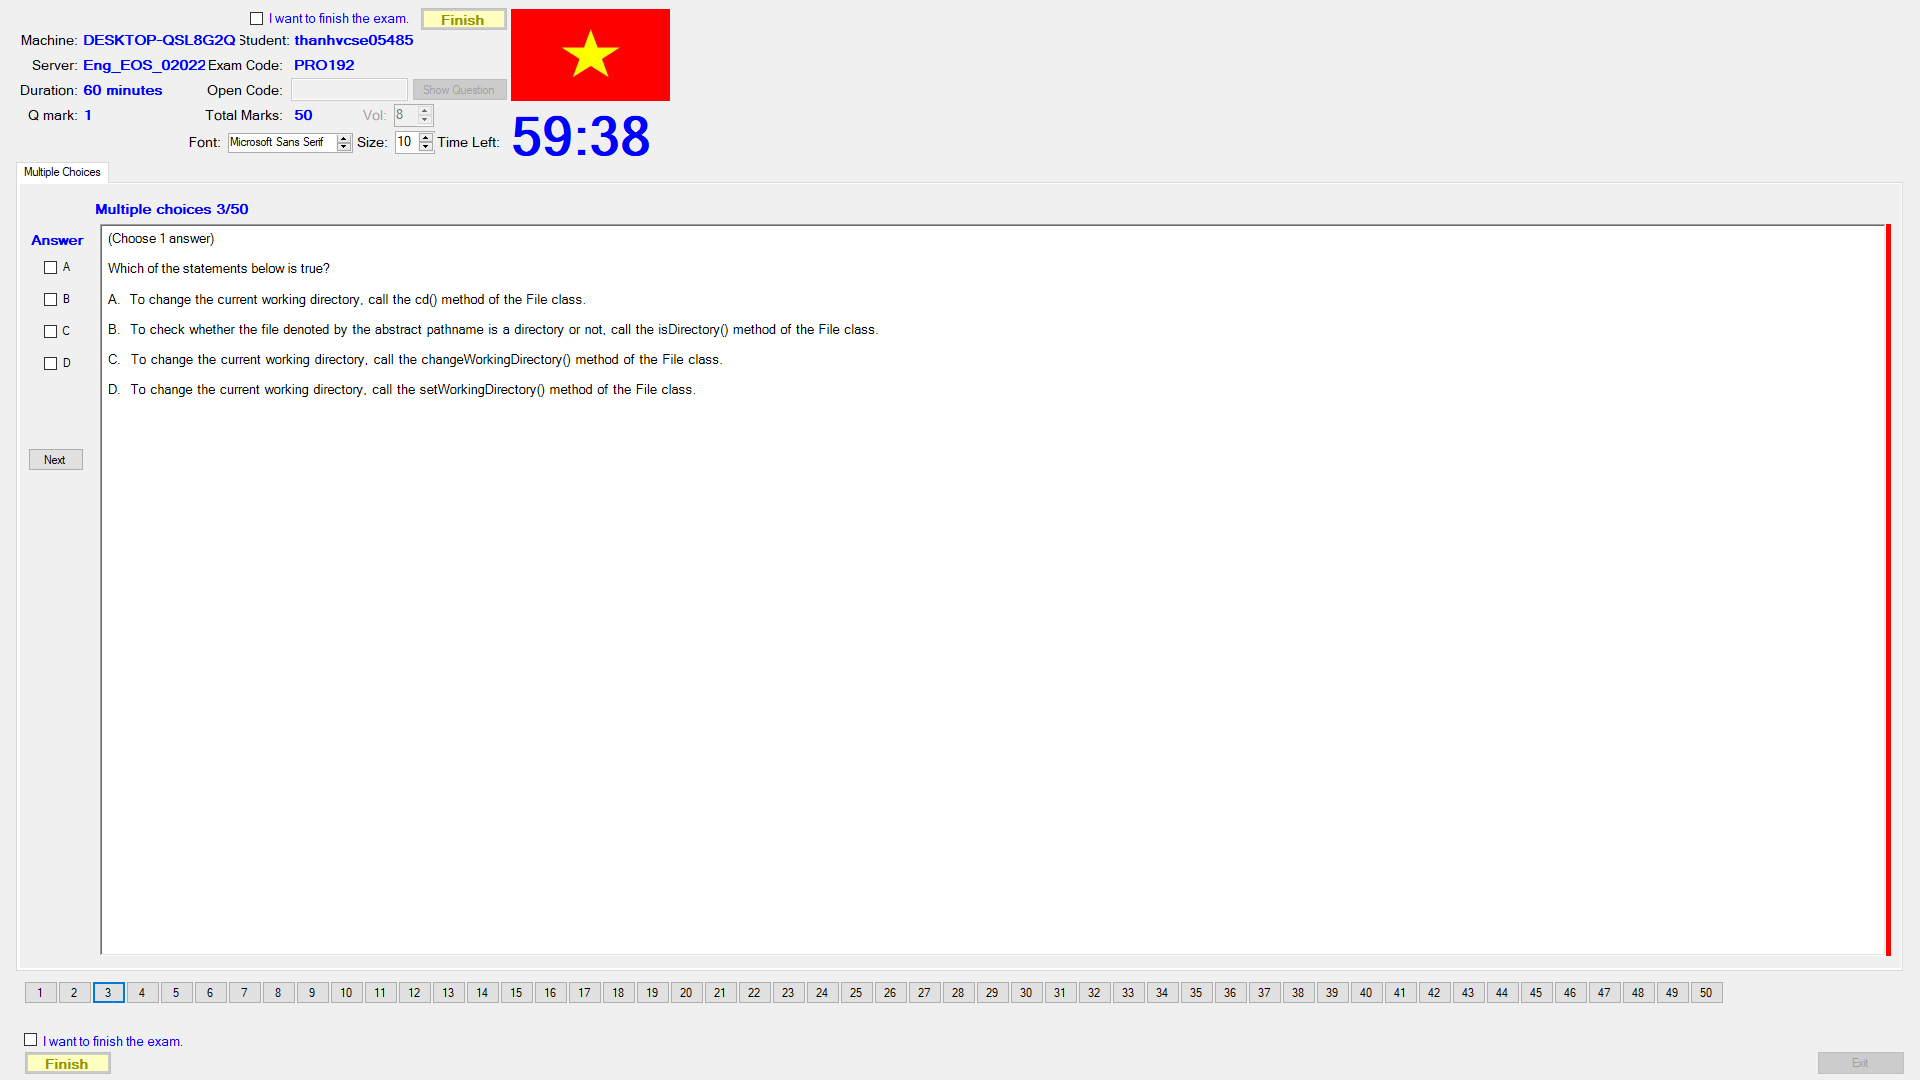 I want to finish the exam. Finish
Machine: DESKTOP-QSL8G2Q Student: thanhvcse05485
Server: Eng_EOS_02022 Exam Code: PRO192
Duration: 60 minutes Open Code: Show Question
Q mark: 1 Total Marks: 50 Vol: 8
Font: Microsoft Sans Serif Size: 10 Time Left: 59:38
Multiple Choices
Multiple choices 3/50
Answer
(Choose 1 answer)
A
Which of the statements below is true?
B
A. To change the current working directory, call the cd() method of the File class.
C
B. To check whether the file denoted by the abstract pathname is a directory or not, call the isDirectory() method of the File class.
D
C. To change the current working directory, call the changeWorkingDirectory() method of the File class.
D. To change the current working directory, call the setWorkingDirectory() method of the File class.
Next
1 2 3 4 5 6 7 8 9 10 11 12 13 14 15 16 17 18 19 20 21 22 23 24 25 26 27 28 29 30 31 32 33 34 35 36 37 38 39 40 41 42 43 44 45 46 47 48 49 50
I want to finish the exam.
Finish Exit